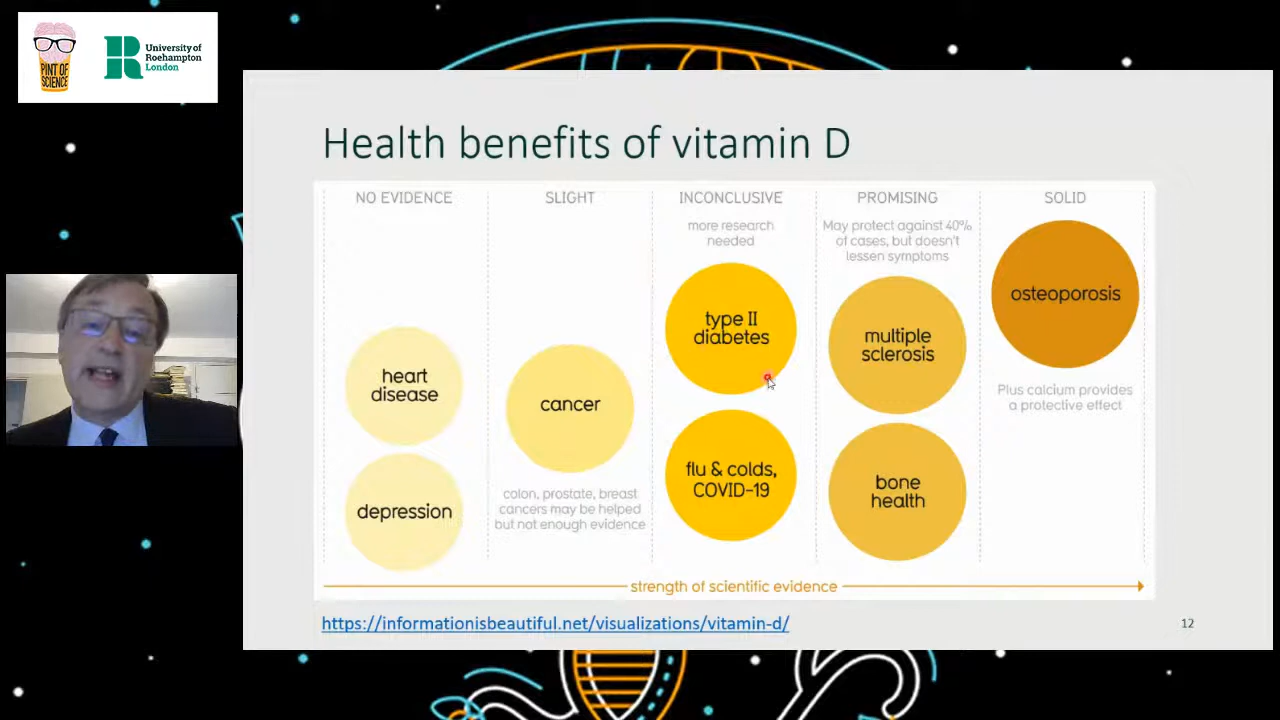 PINT OF
SCIENCE
University of
Roehampton
London
Health benefits of vitamin D
NO EVIDENCE
heart
disease
depression
SLIGHT
cancer
colon, prostate, breast
cancers may be helped
but not enough evidence
INCONCLUSIVE
more research
needed
type II
diabetes
flu & colds,
COVID-19
PROMISING
May protect against 40%
of cases, but doesn't
lessen symptoms
multiple
sclerosis
bone
health
SOLID
osteoporosis
Plus calcium provides
a protective effect
strength of scientific evidence
https://informationisbeautiful.net/visualizations/vitamin-d/
12